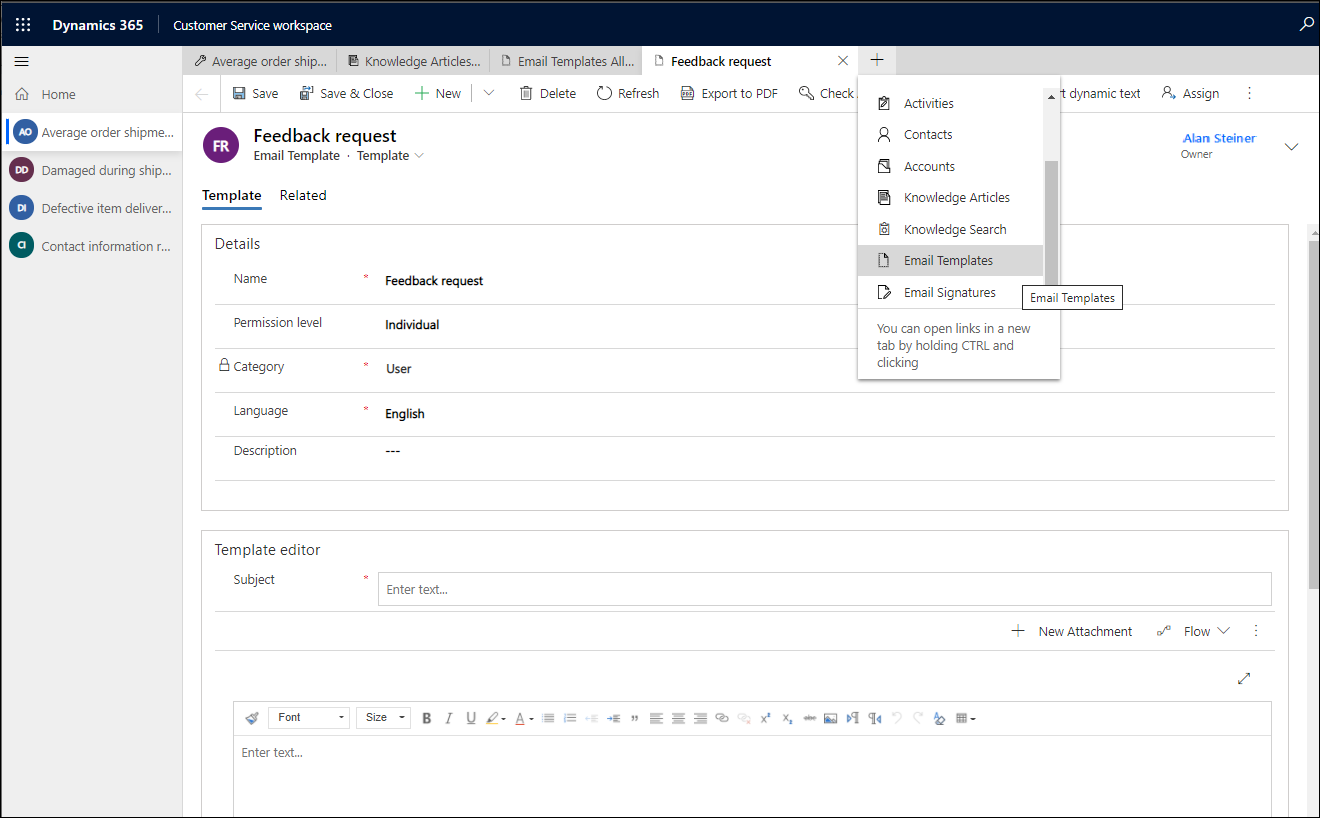 Dynamics 365 Customer Service workspace
Average order ship... Knowledge Articles... Email Templates All... Feedback request
Home
Save Save & Close New Delete Refresh Export to PDF Check dynamic text Assign
AO Average order shipme...
DD Damaged during ship...
DI Defective item deliver...
CI Contact information r...
FR
Feedback request
Email Template · Template
Alan Steiner
Owner
Template Related
Activities
Contacts
Accounts
Knowledge Articles
Knowledge Search
Email Templates
Email Signatures
Email Templates
You can open links in a new
tab by holding CTRL and
clicking
Details
Name * Feedback request
Permission level Individual
Category * User
Language * English
Description ---
Template editor
Subject * Enter text...
New Attachment Flow
Font Size B I U A abc
Enter text...